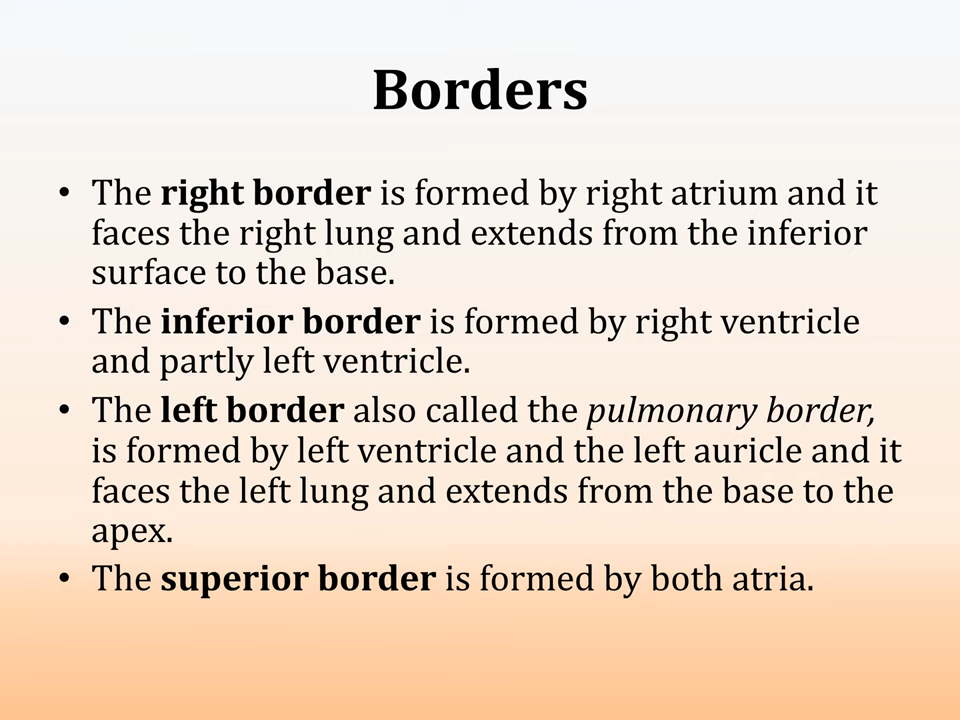 Borders
• The right border is formed by right atrium and it
faces the right lung and extends from the inferior
surface to the base.
• The inferior border is formed by right ventricle
and partly left ventricle.
• The left border also called the pulmonary border,
is formed by left ventricle and the left auricle and it
faces the left lung and extends from the base to the
apex.
• The superior border is formed by both atria.